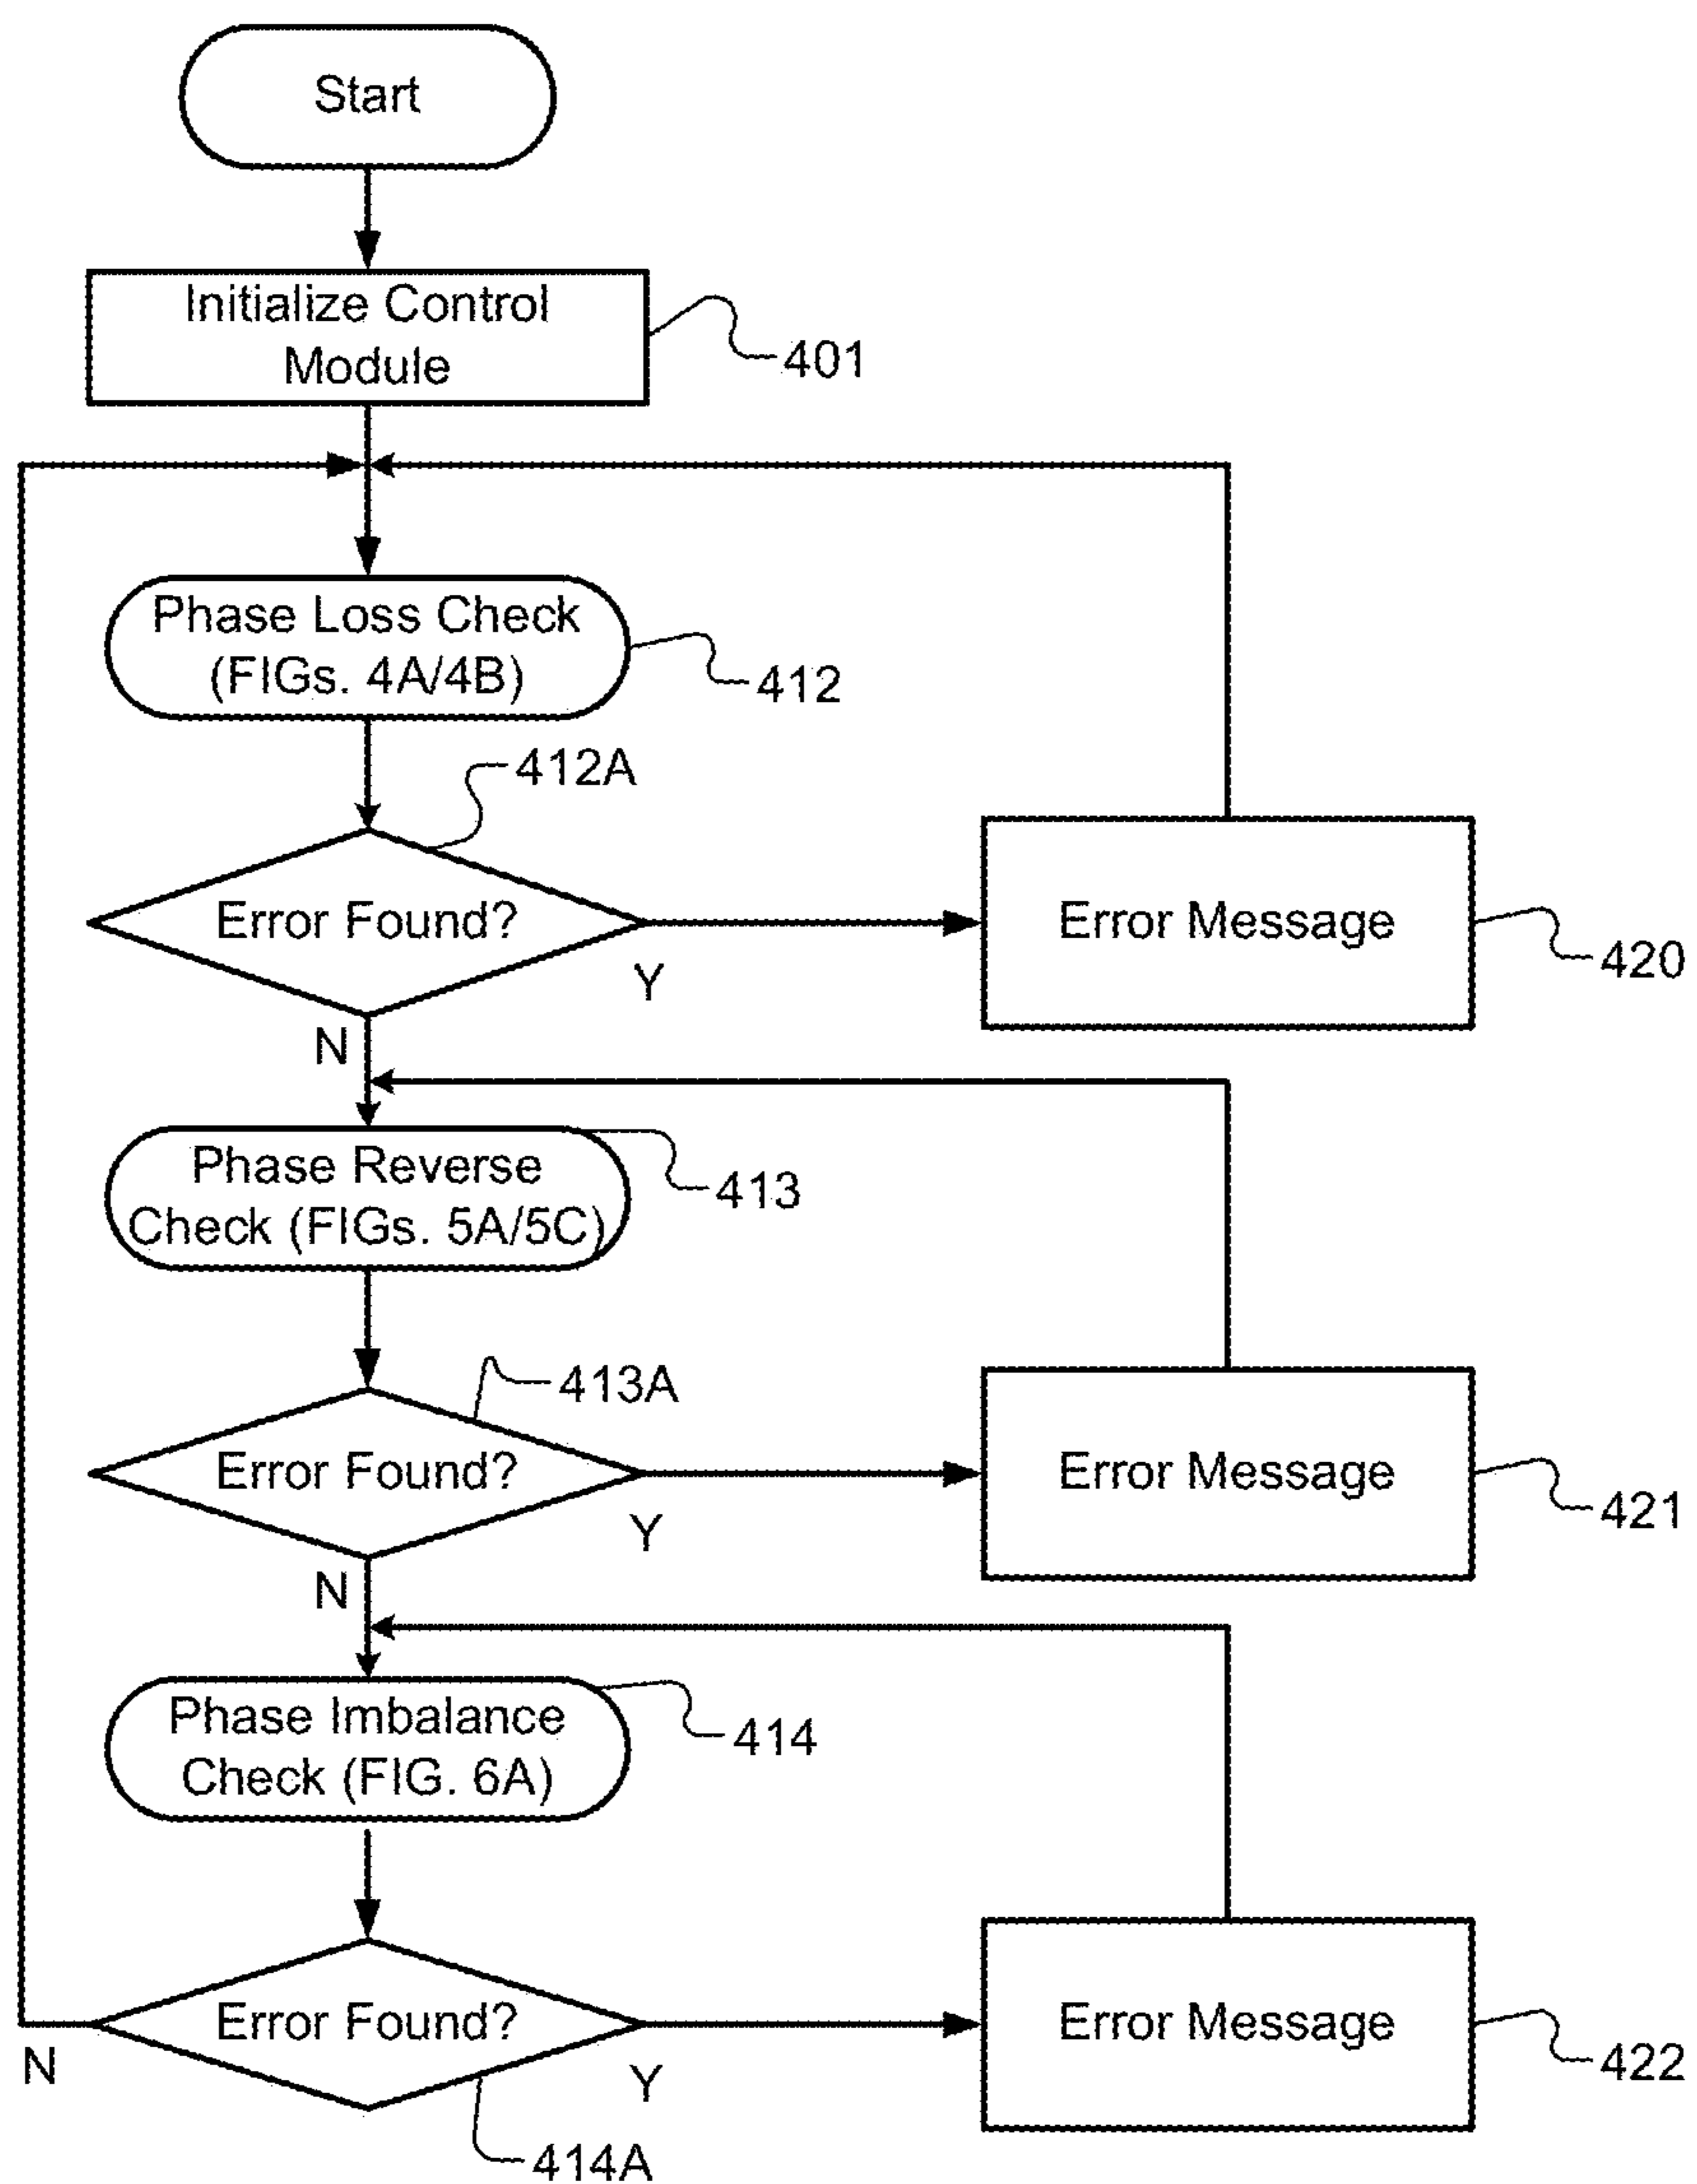 Start
Initialize Control
Module
401
Phase Loss Check
(FIGs. 4A/4B)
412
412A
Error Found?
Y
N
Error Message
420
Phase Reverse
Check (FIGs. 5A/5C)
413
413A
Error Found?
Y
N
Error Message
421
Phase Imbalance
Check (FIG. 6A)
414
Error Found?
N
Y
414A
Error Message
422